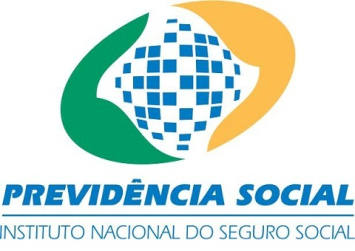 PREVIDÊNCIA SOCIAL
INSTITUTO NACIONAL DO SEGURO SOCIAL